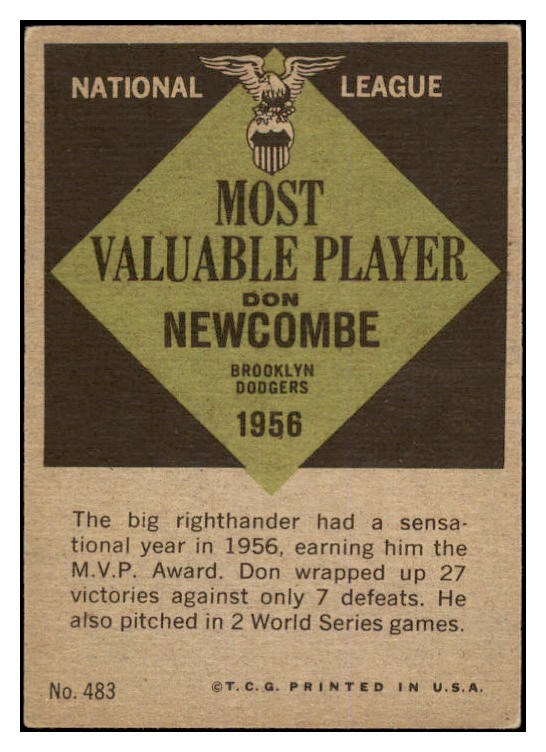 NATIONAL LEAGUE
MOST
VALUABLE PLAYER
DON
NEWCOMBE
BROOKLYN
DODGERS
1956
The big righthander had a sensa-
tional year in 1956, earning him the
M.V.P. Award. Don wrapped up 27
victories against only 7 defeats. He
also pitched in 2 World Series games.
No. 483 ©T.C.G. PRINTED IN U.S.A.